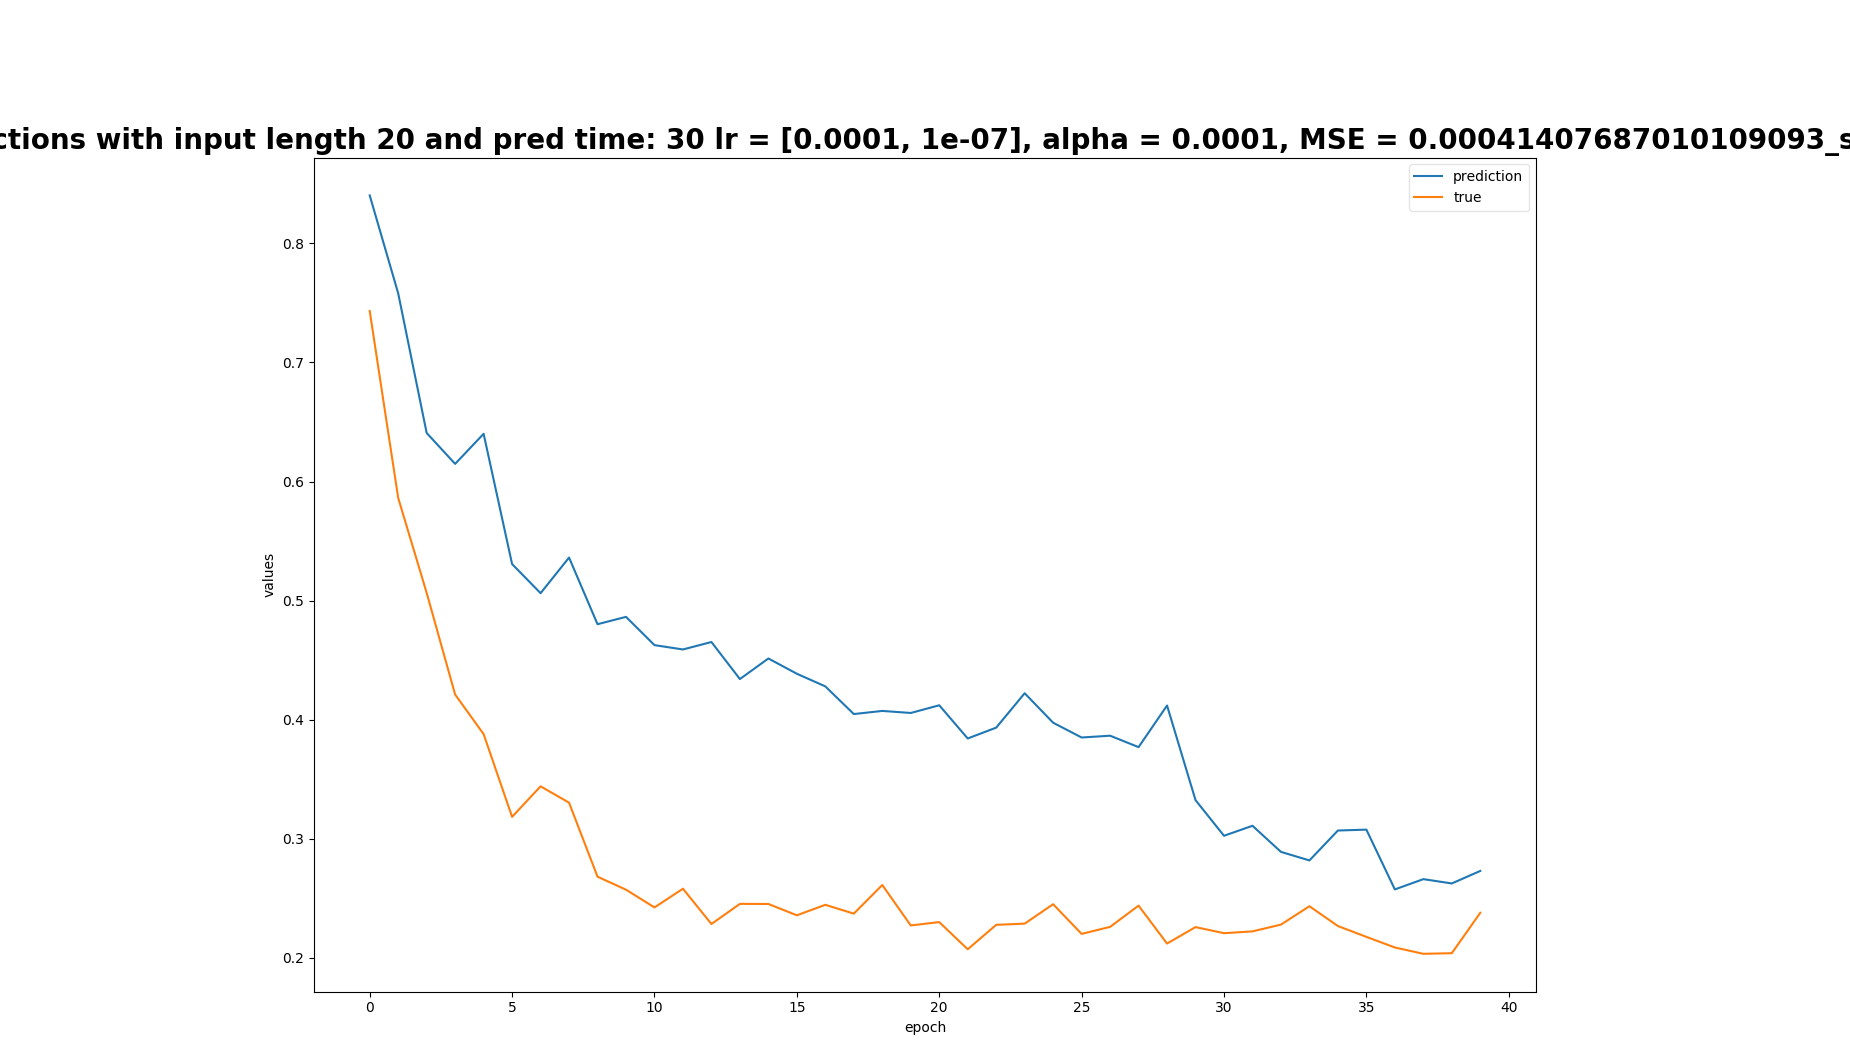 ctions with input length 20 and pred time: 30 lr = [0.0001, 1e-07], alpha = 0.0001, MSE = 0.00041407687010109093_s
prediction
true
0.8
0.7
0.6
0.5
0.4
0.3
0.2
values
0 5 10 15 20 25 30 35 40
epoch